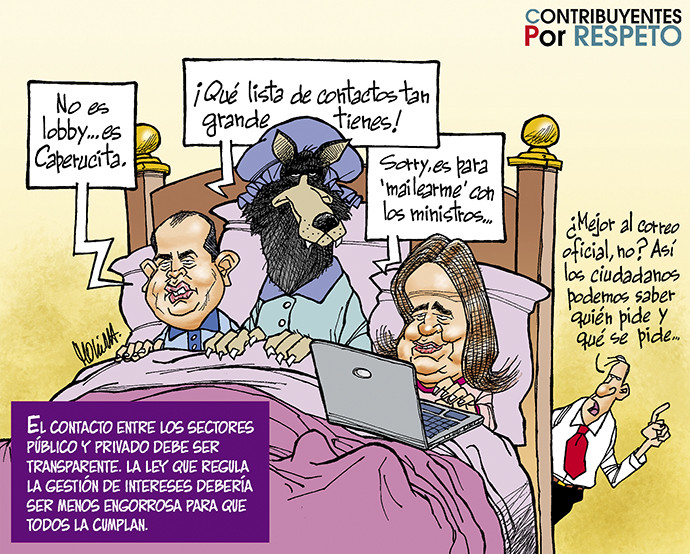 CONTRIBUYENTES
Por RESPETO
No es
lobby... es
Caperucita.
¡Qué lista de contactos tan
grande tienes!
Sorry, es para
'mailearme' con
los ministros...
¿Mejor al correo
oficial, no? Así
los ciudadanos
podemos saber
quién pide y
qué se pide...
MOLINA.
EL CONTACTO ENTRE LOS SECTORES
PÚBLICO Y PRIVADO DEBE SER
TRANSPARENTE. LA LEY QUE REGULA
LA GESTIÓN DE INTERESES DEBERÍA
SER MENOS ENGORROSA PARA QUE
TODOS LA CUMPLAN.